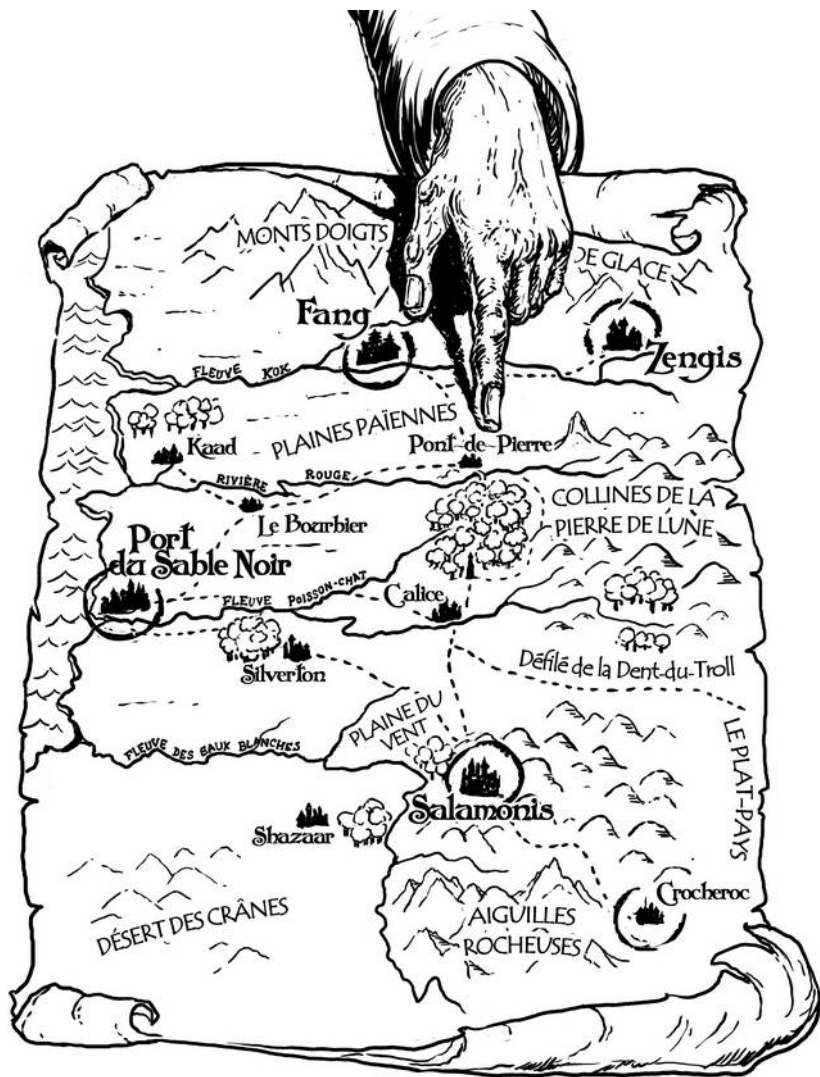 MONTS DOIGTS
DE GLACE
Fang
Zengis
FLEUVE KOK
PLAINES PAÏENNES
Kaad
Pont-de-Pierre
RIVIÈRE ROUGE
COLLINES DE LA
PIERRE DE LUNE
Le Bourbier
Port
du Sable Noir
FLEUVE POISSON-CHAT
Calice
Silverton
Défilé de la Dent-du-Troll
PLAINE DU
VENT
LE PLAT-PAYS
FLEUVE DES EAUX BLANCHES
Salamonis
Shazaar
Crocheroc
DÉSERT DES CRÂNES
AIGUILLES
ROCHEUSES